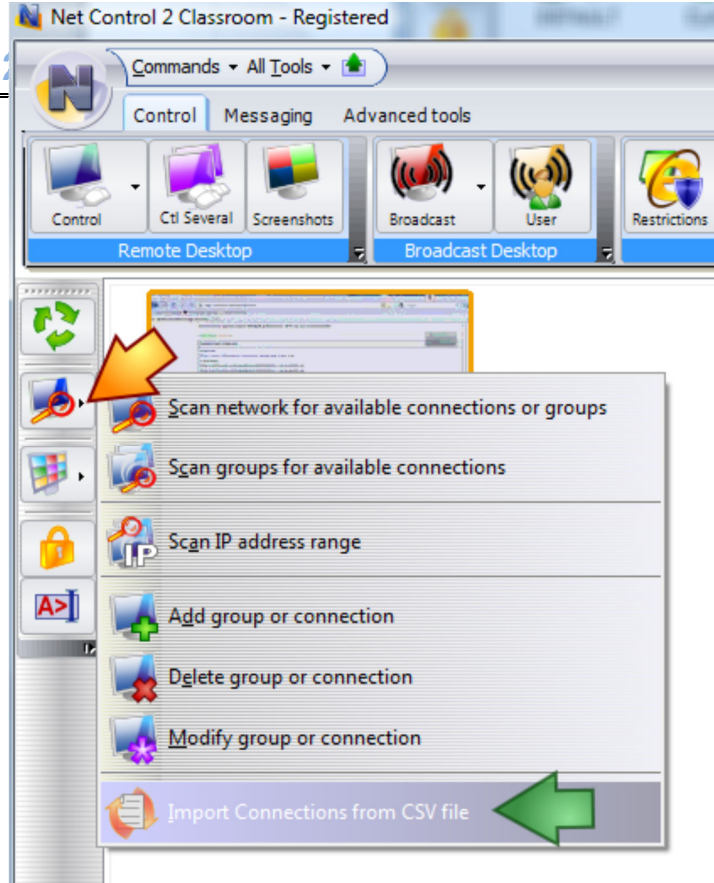 Net Control 2 Classroom - Registered
Commands All Tools
Control Messaging Advanced tools
Control Ctl Several Screenshots Broadcast User Restrictions
Remote Desktop Broadcast Desktop
Scan network for available connections or groups
Scan groups for available connections
IP Scan IP address range
A> Add group or connection
Delete group or connection
Modify group or connection
Import Connections from CSV file